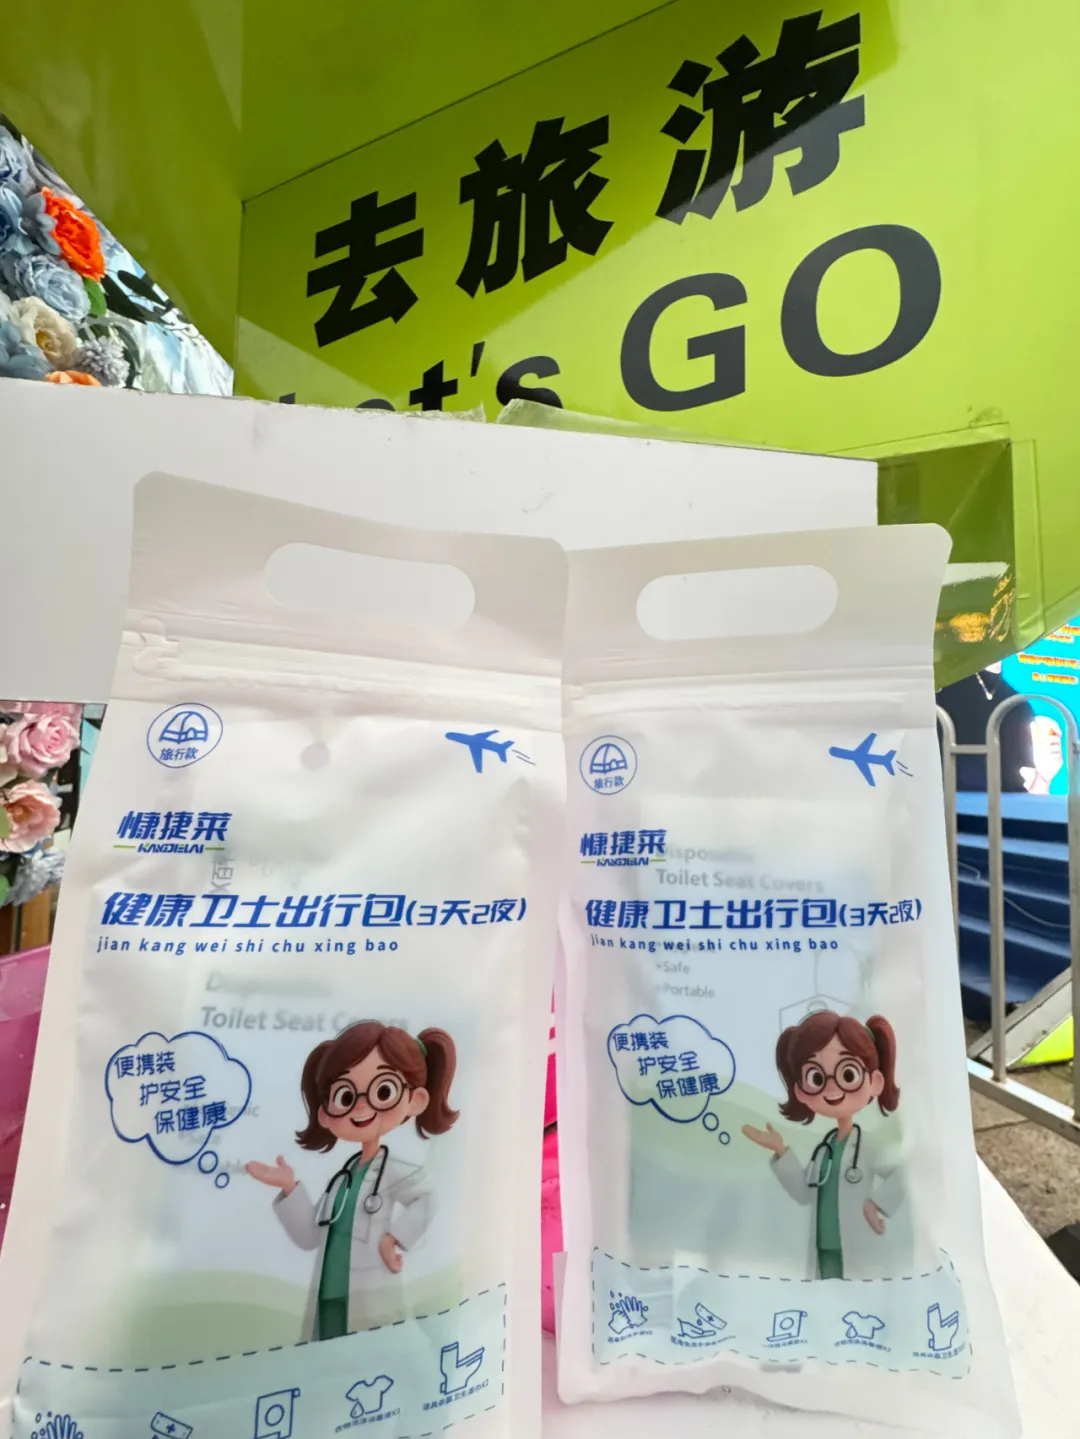 去旅游
Let's GO
旅行款
慷捷莱
KANGJIELAI
健康卫士出行包(3天2夜)
jian kang wei shi chu xing bao
Disposable
Toilet Seat Covers
便携装
护安全
保健康
旅行款
慷捷莱
KANGJIELAI
Disposable
Toilet Seat Covers
健康卫士出行包(3天2夜)
jian kang wei shi chu xing bao
•Safe
•Portable
便携装
护安全
保健康